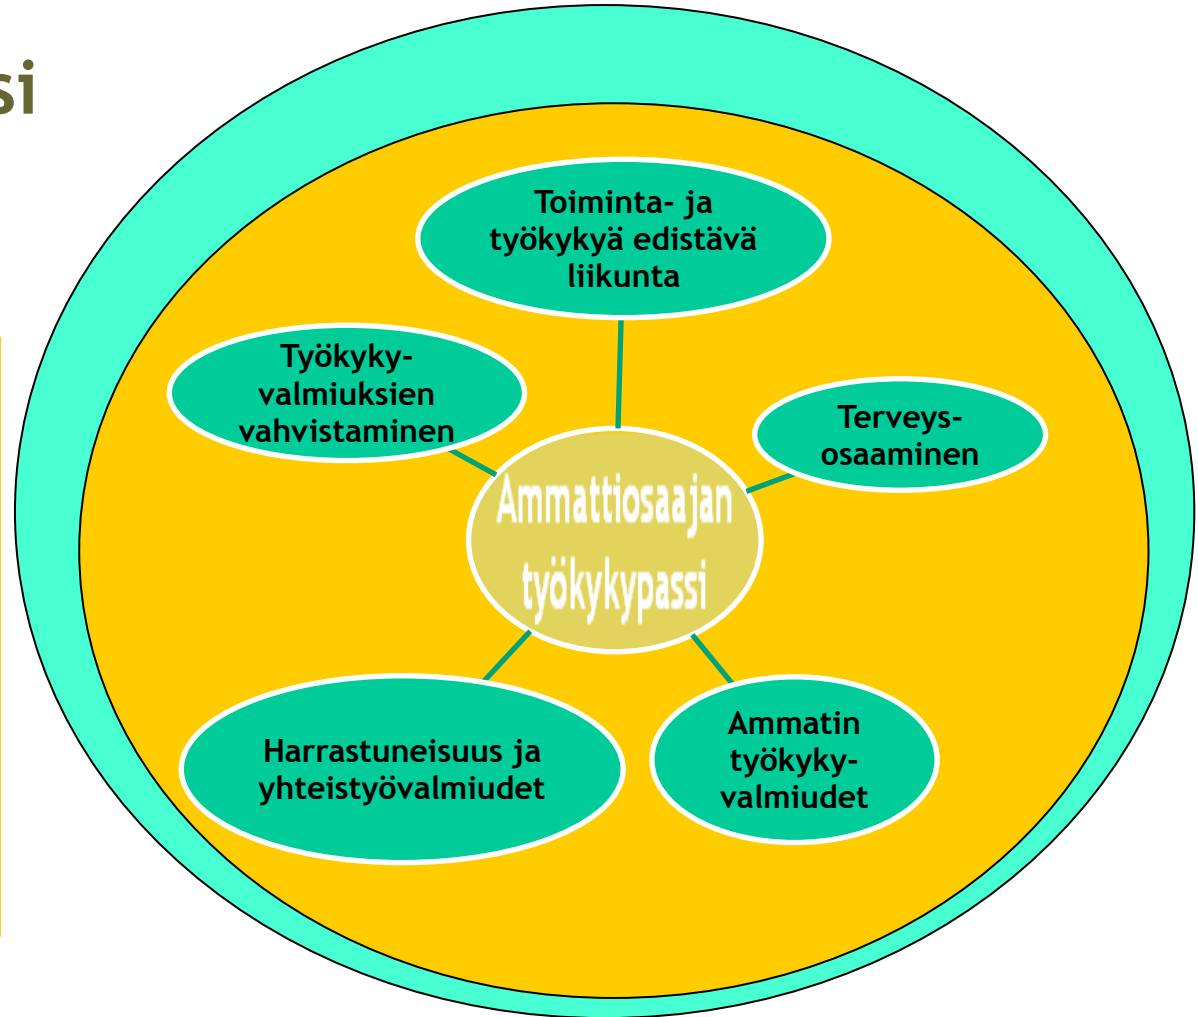 si
Toiminta- ja
työkykyä edistävä
liikunta
Työkyky-
valmiuksien
vahvistaminen
Terveys-
osaaminen
Ammattiosaajan
työkykypassi
Harrastuneisuus ja
yhteistyövalmiudet
Ammatin
työkyky-
valmiudet